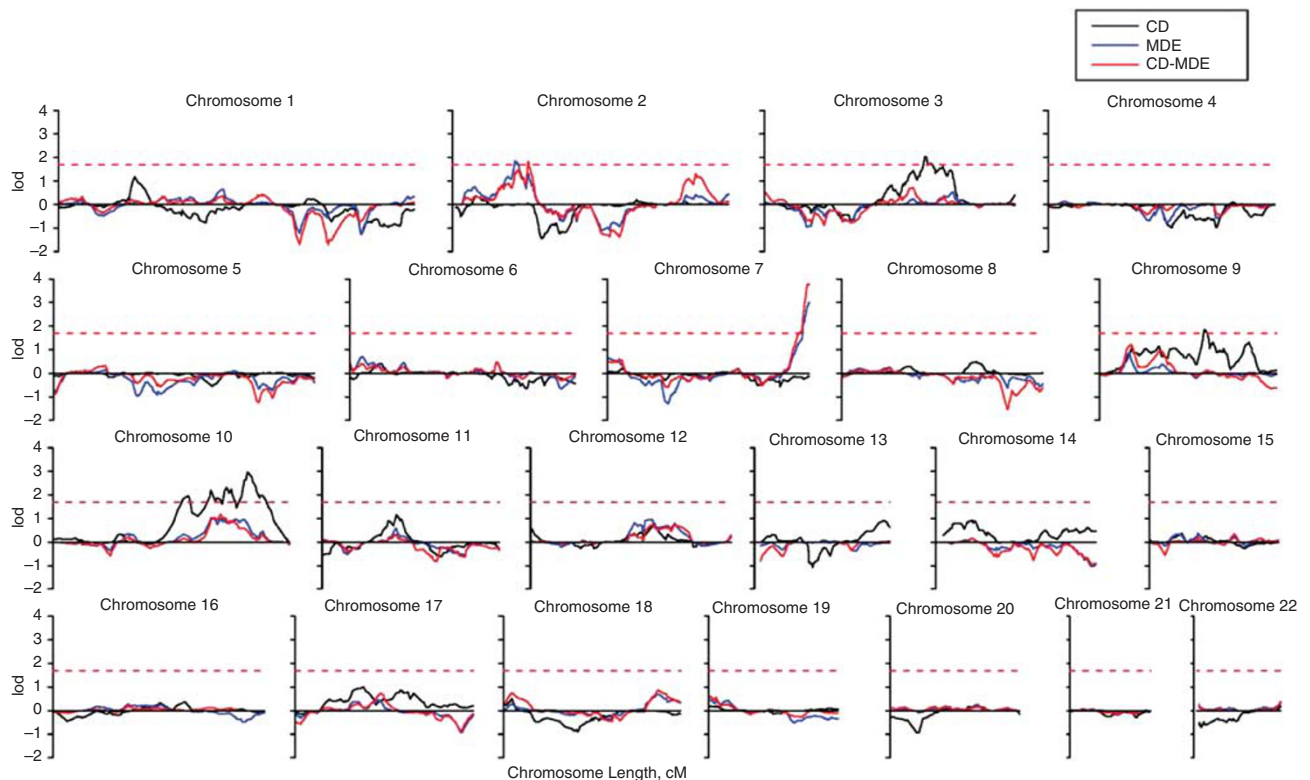 CD
MDE
CD-MDE
Chromosome 1
Chromosome 2
Chromosome 3
Chromosome 4
4
3
2
1
0
–1
–2
lod
Chromosome 5
Chromosome 6
Chromosome 7
Chromosome 8
Chromosome 9
4
3
2
1
0
–1
–2
lod
Chromosome 10
Chromosome 11
Chromosome 12
Chromosome 13
Chromosome 14
Chromosome 15
4
3
2
1
0
–1
–2
lod
Chromosome 16
Chromosome 17
Chromosome 18
Chromosome 19
Chromosome 20
Chromosome 21
Chromosome 22
4
3
2
1
0
–1
–2
lod
Chromosome Length, cM